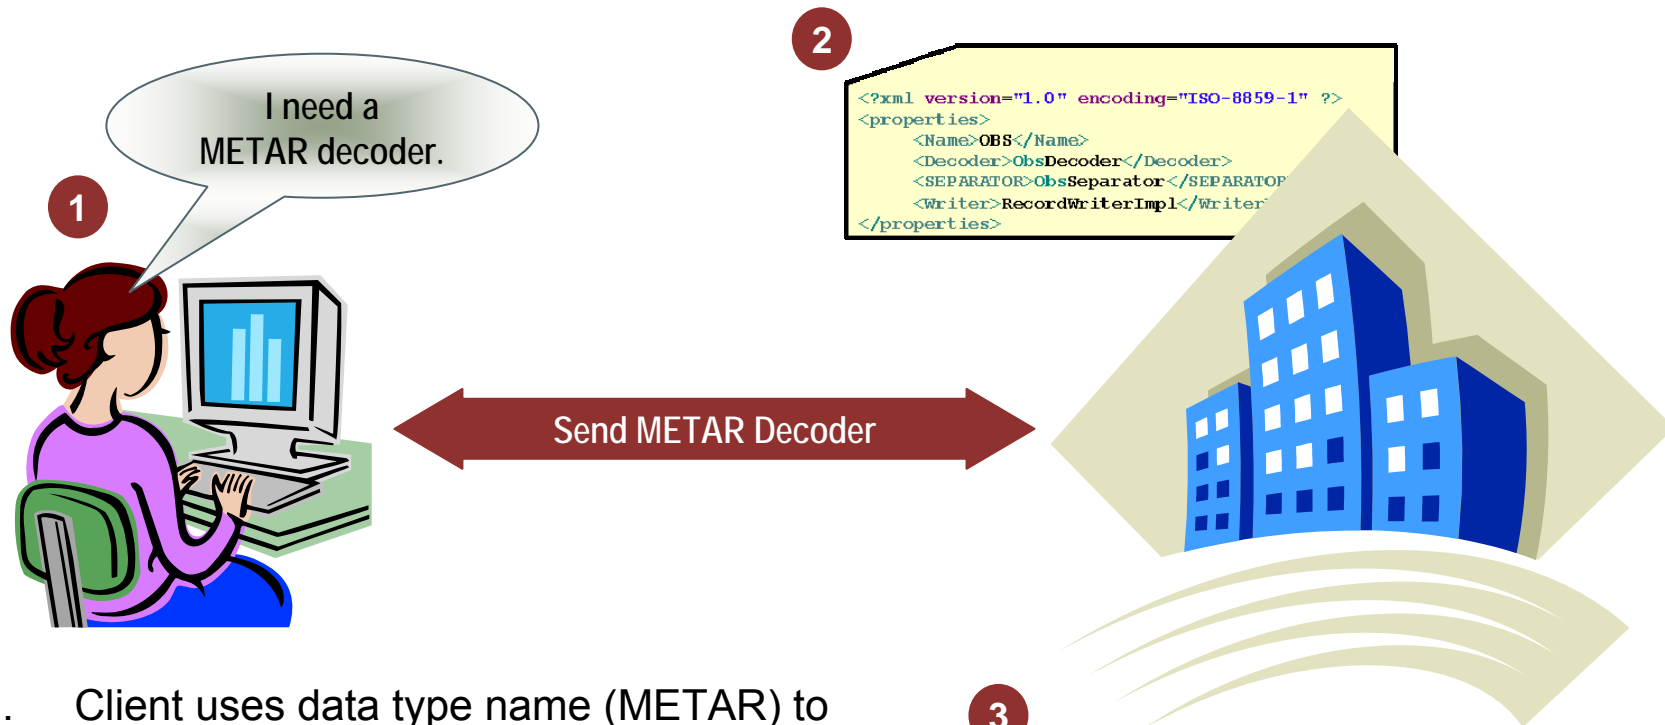 2
I need a
METAR decoder.
1
<?xml version="1.0" encoding="ISO-8859-1" ?>
<properties>
<Name>OBS</Name>
<Decoder>ObsDecoder</Decoder>
<SEPARATOR>ObsSeparator</SEPARATOR
<Writer>RecordWriterImpl</Writer
</properties>
Send METAR Decoder
. Client uses data type name (METAR) to
3